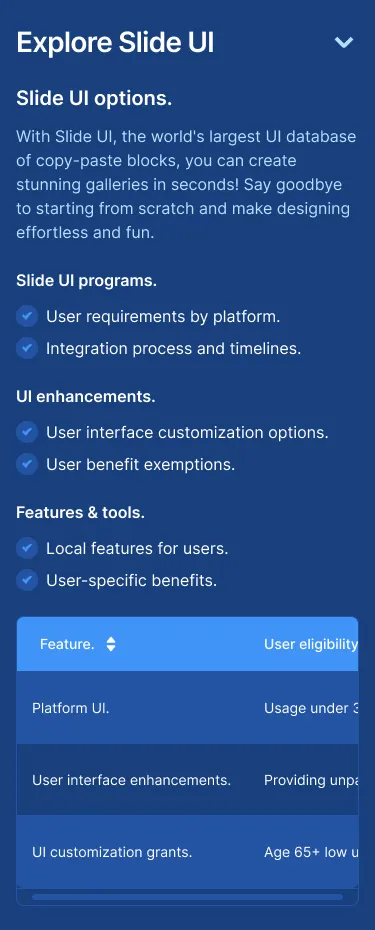 Explore Slide UI
Slide UI options.
With Slide UI, the world's largest UI database
of copy-paste blocks, you can create
stunning galleries in seconds! Say goodbye
to starting from scratch and make designing
effortless and fun.
Slide UI programs.
User requirements by platform.
Integration process and timelines.
UI enhancements.
User interface customization options.
User benefit exemptions.
Features & tools.
Local features for users.
User-specific benefits.
Feature. User eligibility
Platform UI. Usage under
User interface enhancements. Providing
UI customization grants. Age 65+ low